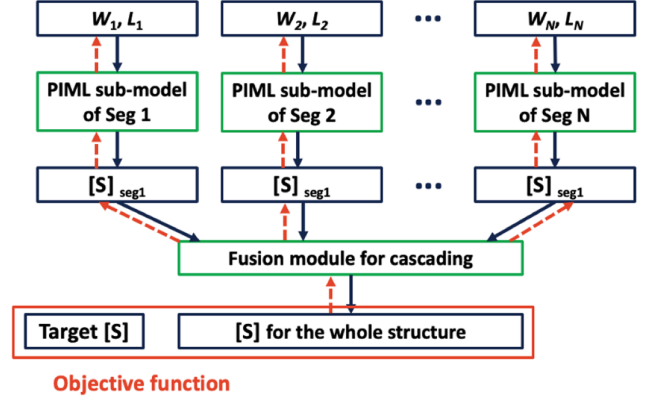 W1, L1
W2, L2
...
WN, LN
PIML sub-model
of Seg 1
PIML sub-model
of Seg 2
...
PIML sub-model
of Seg N
[S] seg1
[S] seg1
...
[S] seg1
Fusion module for cascading
Target [S]
[S] for the whole structure
Objective function